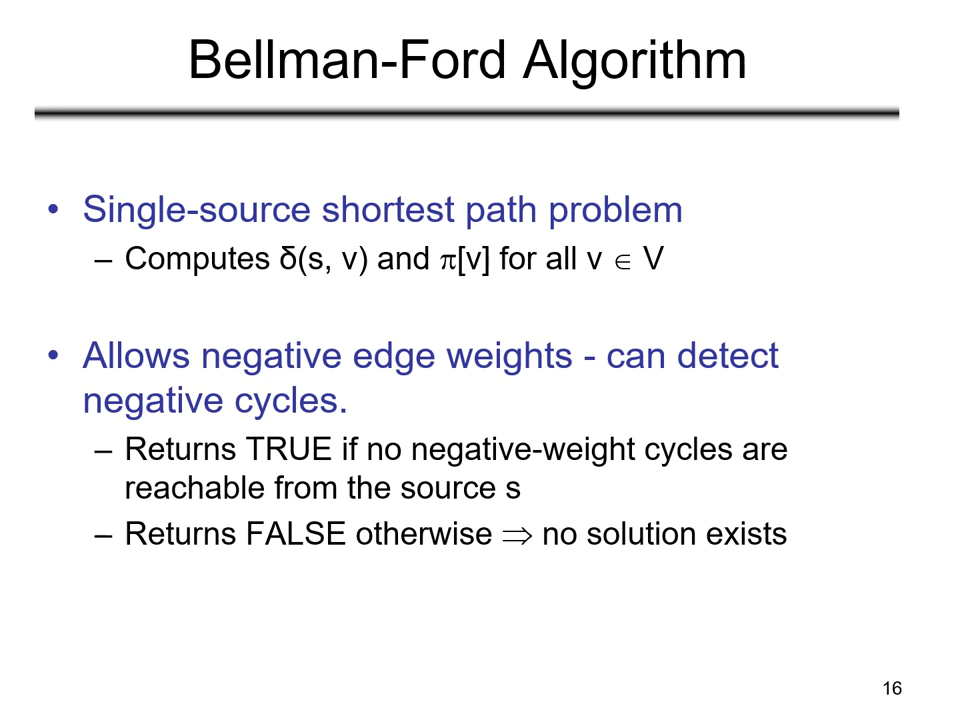 Bellman-Ford Algorithm
• Single-source shortest path problem
– Computes δ(s, v) and π[v] for all v ∈ V
• Allows negative edge weights - can detect
negative cycles.
– Returns TRUE if no negative-weight cycles are
reachable from the source s
– Returns FALSE otherwise ⇒ no solution exists
16